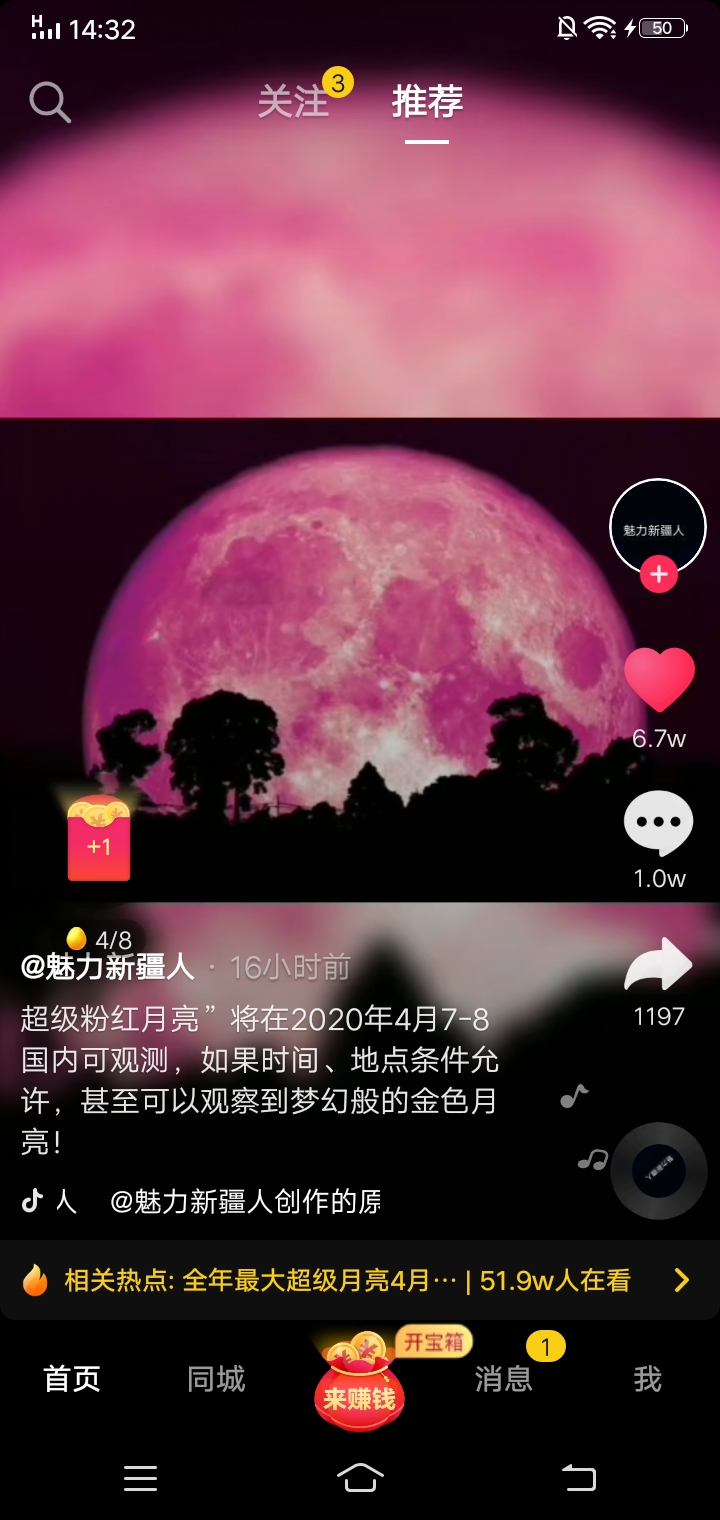 H 14:32 50
关注 3 推荐
魅力新疆人
6.7w
+1
1.0w
4/8
@魅力新疆人 · 16小时前
1197
超级粉红月亮”将在2020年4月7-8
国内可观测，如果时间、地点条件允
许，甚至可以观察到梦幻般的金色月
亮！
人 @魅力新疆人创作的原
魅力新疆人
相关热点: 全年最大超级月亮4月… | 51.9w人在看
开宝箱
首页 同城 来赚钱 消息 1 我